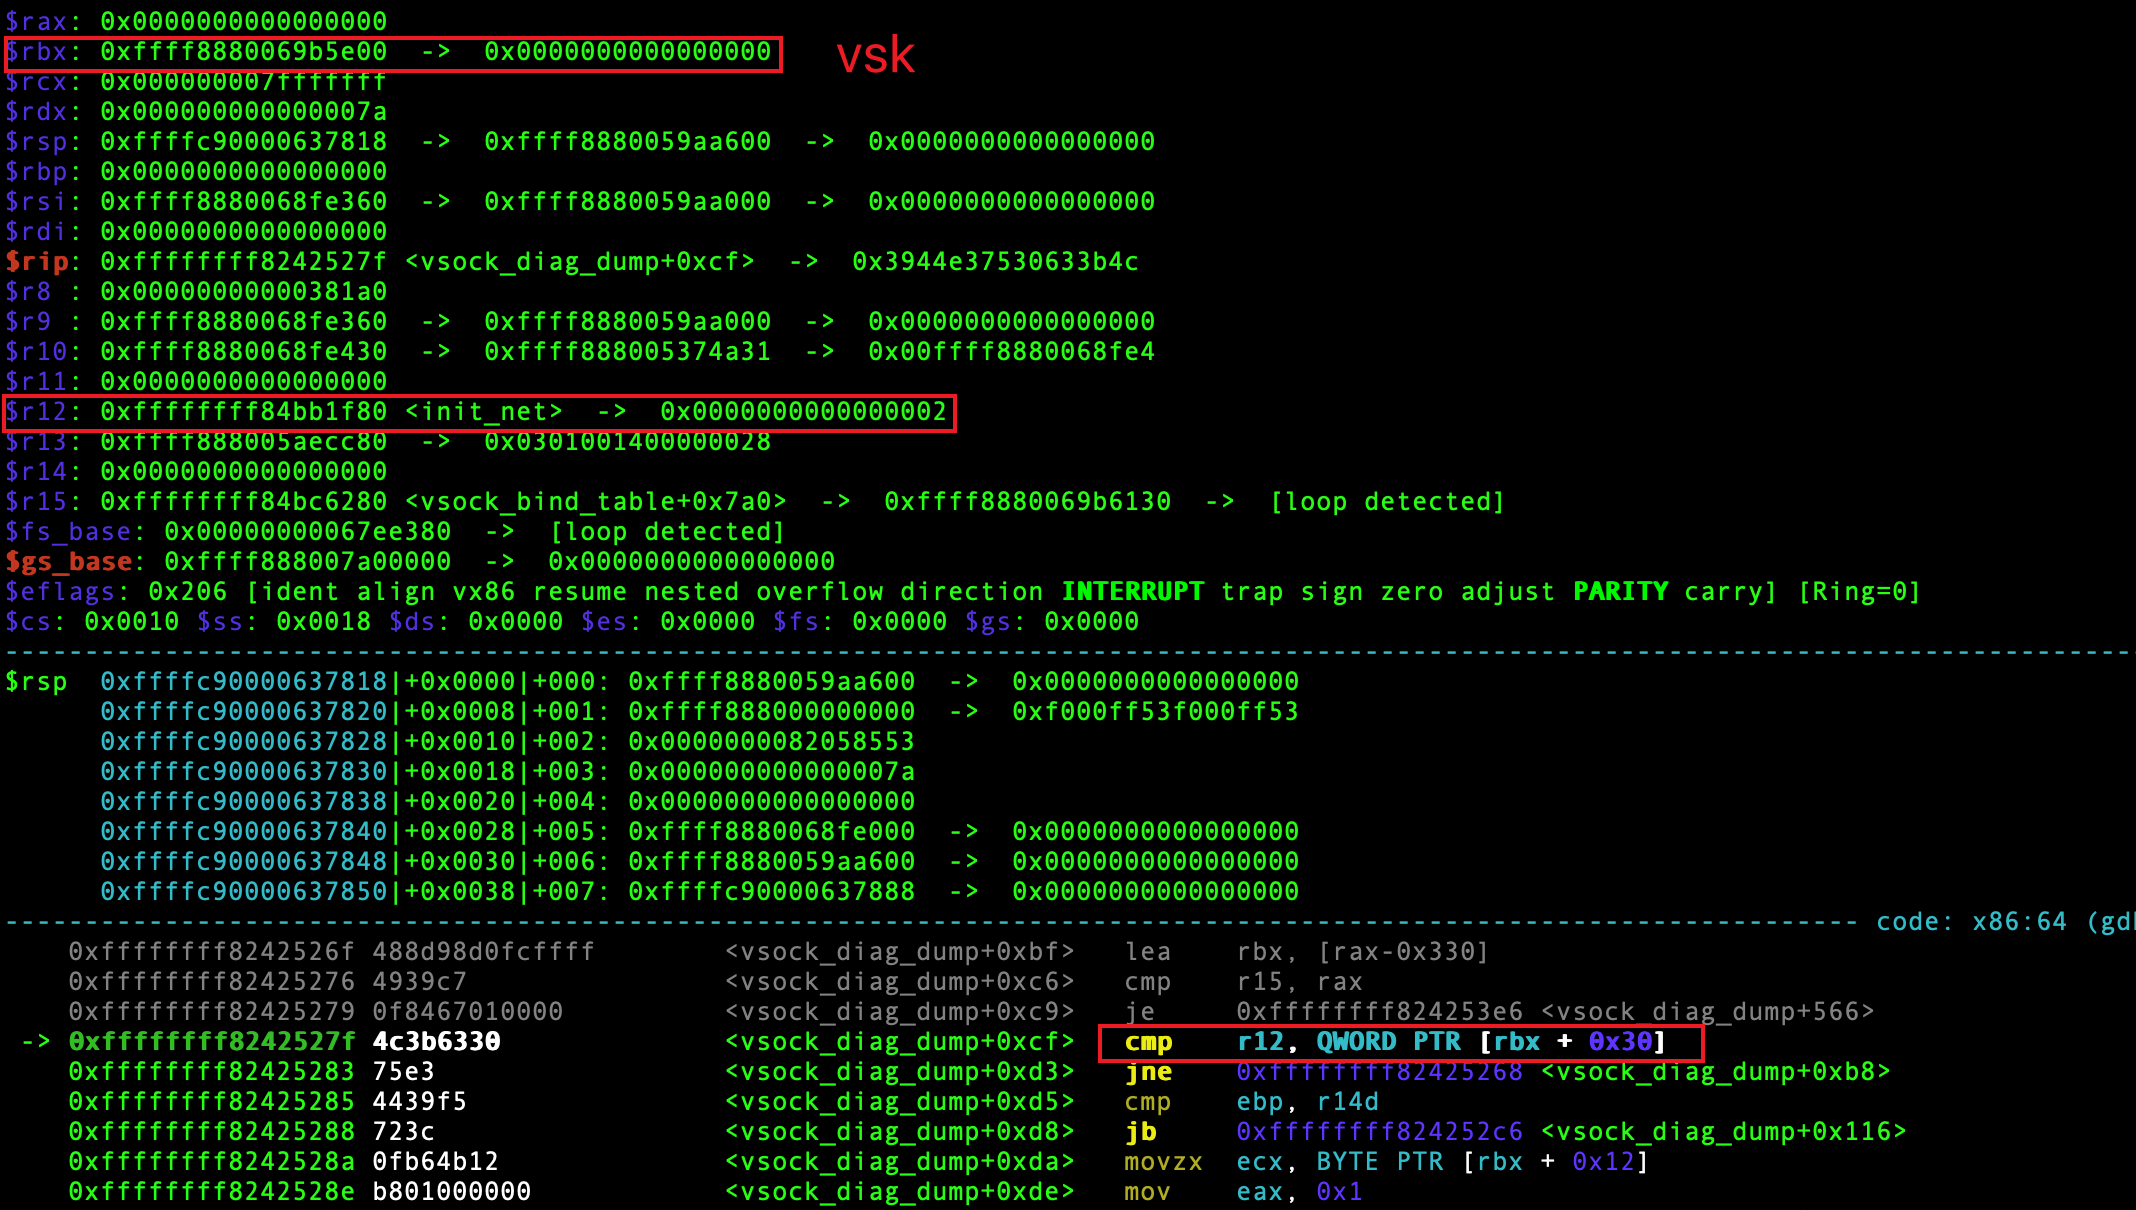 $rax: 0x0000000000000000
$rbx: 0xffff8880069b5e00  ->  0x0000000000000000 vsk
$rcx: 0x000000007fffffff
$rdx: 0x000000000000007a
$rsp: 0xffffc90000637818  ->  0xffff8880059aa600  ->  0x0000000000000000
$rbp: 0x0000000000000000
$rsi: 0xffff8880068fe360  ->  0xffff8880059aa000  ->  0x0000000000000000
$rdi: 0x0000000000000000
$rip: 0xffffffff8242527f <vsock_diag_dump+0xcf>  ->  0x3944e37530633b4c
$r8 : 0x00000000000381a0
$r9 : 0xffff8880068fe360  ->  0xffff8880059aa000  ->  0x0000000000000000
$r10: 0xffff8880068fe430  ->  0xffff888005374a31  ->  0x00ffff8880068fe4
$r11: 0x0000000000000000
$r12: 0xffffffff84bb1f80 <init_net>  ->  0x0000000000000002
$r13: 0xffff888005aecc80  ->  0x0301001400000028
$r14: 0x0000000000000000
$r15: 0xffffffff84bc6280 <vsock_bind_table+0x7a0>  ->  0xffff8880069b6130  ->  [loop detected]
$fs_base: 0x00000000067ee380  ->  [loop detected]
$gs_base: 0xffff888007a00000  ->  0x0000000000000000
$eflags: 0x206 [ident align vx86 resume nested overflow direction INTERRUPT trap sign zero adjust PARITY carry] [Ring=0]
$cs: 0x0010 $ss: 0x0018 $ds: 0x0000 $es: 0x0000 $fs: 0x0000 $gs: 0x0000
$rsp  0xffffc90000637818|+0x0000|+000: 0xffff8880059aa600  ->  0x0000000000000000
0xffffc90000637820|+0x0008|+001: 0xffff888000000000  ->  0xf000ff53f000ff53
0xffffc90000637828|+0x0010|+002: 0x0000000082058553
0xffffc90000637830|+0x0018|+003: 0x000000000000007a
0xffffc90000637838|+0x0020|+004: 0x0000000000000000
0xffffc90000637840|+0x0028|+005: 0xffff8880068fe000  ->  0x0000000000000000
0xffffc90000637848|+0x0030|+006: 0xffff8880059aa600  ->  0x0000000000000000
0xffffc90000637850|+0x0038|+007: 0xffffc90000637888  ->  0x0000000000000000
code: x86:64 (gdb
0xffffffff8242526f 488d98d0fcffff <vsock_diag_dump+0xbf> lea rbx, [rax-0x330]
0xffffffff82425276 4939c7 <vsock_diag_dump+0xc6> cmp r15, rax
0xffffffff82425279 0f8467010000 <vsock_diag_dump+0xc9> je 0xffffffff824253e6 <vsock_diag_dump+566>
-> 0xffffffff8242527f 4c3b6330 <vsock_diag_dump+0xcf> cmp r12, QWORD PTR [rbx + 0x30]
0xffffffff82425283 75e3 <vsock_diag_dump+0xd3> jne 0xffffffff82425268 <vsock_diag_dump+0xb8>
0xffffffff82425285 4439f5 <vsock_diag_dump+0xd5> cmp ebp, r14d
0xffffffff82425288 723c <vsock_diag_dump+0xd8> jb 0xffffffff824252c6 <vsock_diag_dump+0x116>
0xffffffff8242528a 0fb64b12 <vsock_diag_dump+0xda> movzx ecx, BYTE PTR [rbx + 0x12]
0xffffffff8242528e b801000000 <vsock_diag_dump+0xde> mov eax, 0x1